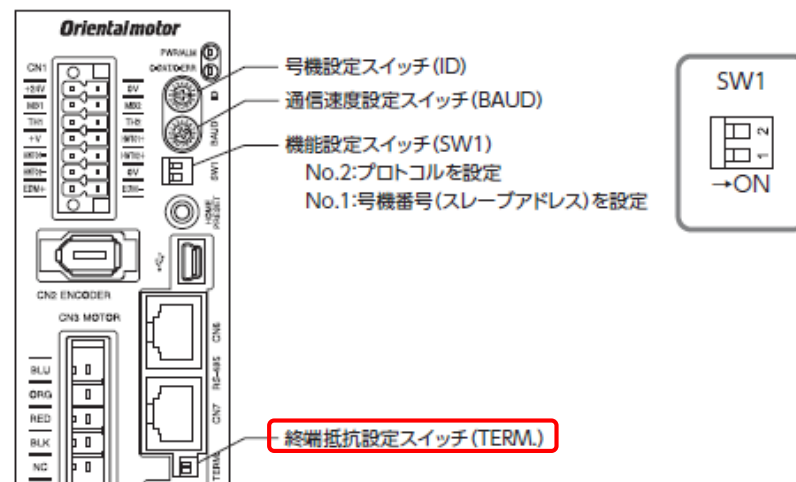 Orientalmotor
PWR/ALM
C-DAT/C-ERR
CN1
+24V
0V
MB1
MB2
TH1
TH2
+V
0V
EDM+
EDM-
ID
BAUD
SW1
HOME
PRESET
CN2 ENCODER
CN3 MOTOR
CN6
RS-485
CN7
TERM.
BLU
ORG
RED
BLK
NC
号機設定スイッチ(ID)
通信速度設定スイッチ(BAUD)
機能設定スイッチ(SW1)
No.2:プロトコルを設定
No.1:号機番号(スレーブアドレス)を設定
終端抵抗設定スイッチ(TERM.)
SW1
2
1
→ON